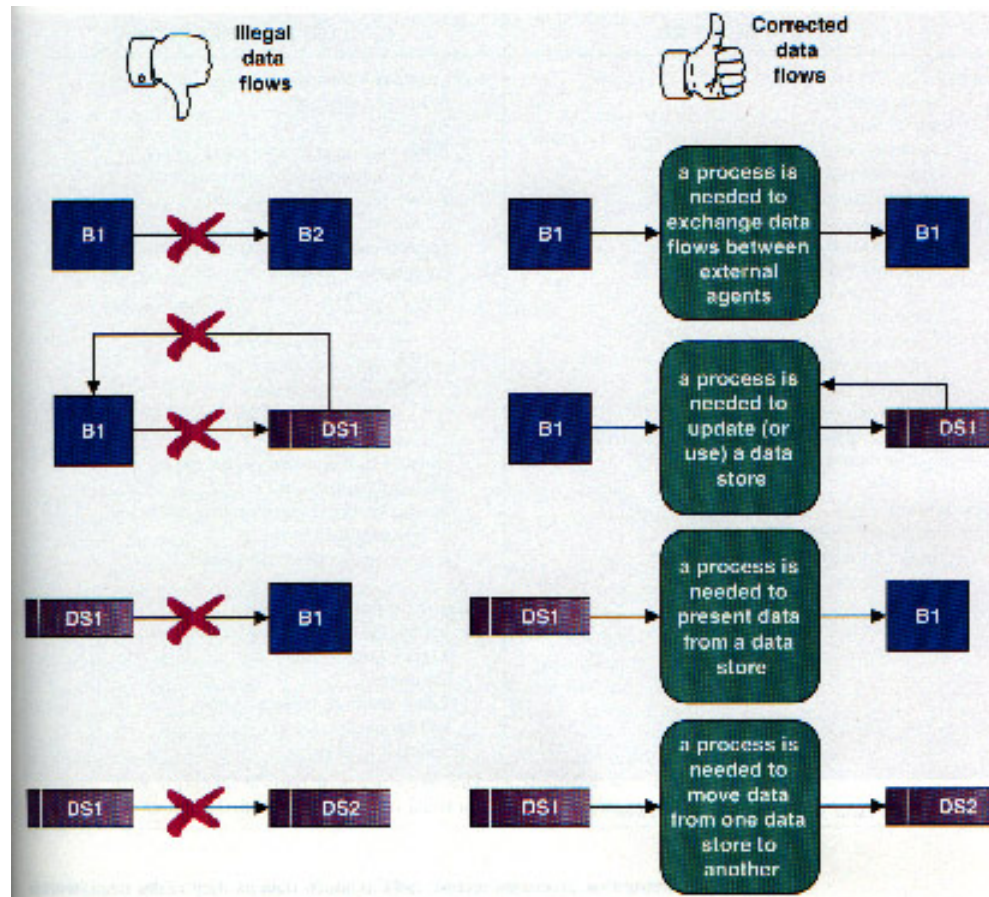 Illegal
data
flows
Corrected
data
flows
B1
B2
B1
a process is
needed to
exchange data
flows between
external
agents
B1
B1
DS1
B1
a process is
needed to
update (or
use) a data
store
DS1
DS1
B1
DS1
a process is
needed to
present data
from a data
store
B1
DS1
DS2
DS1
a process is
needed to
move data
from one data
store to
another
DS2